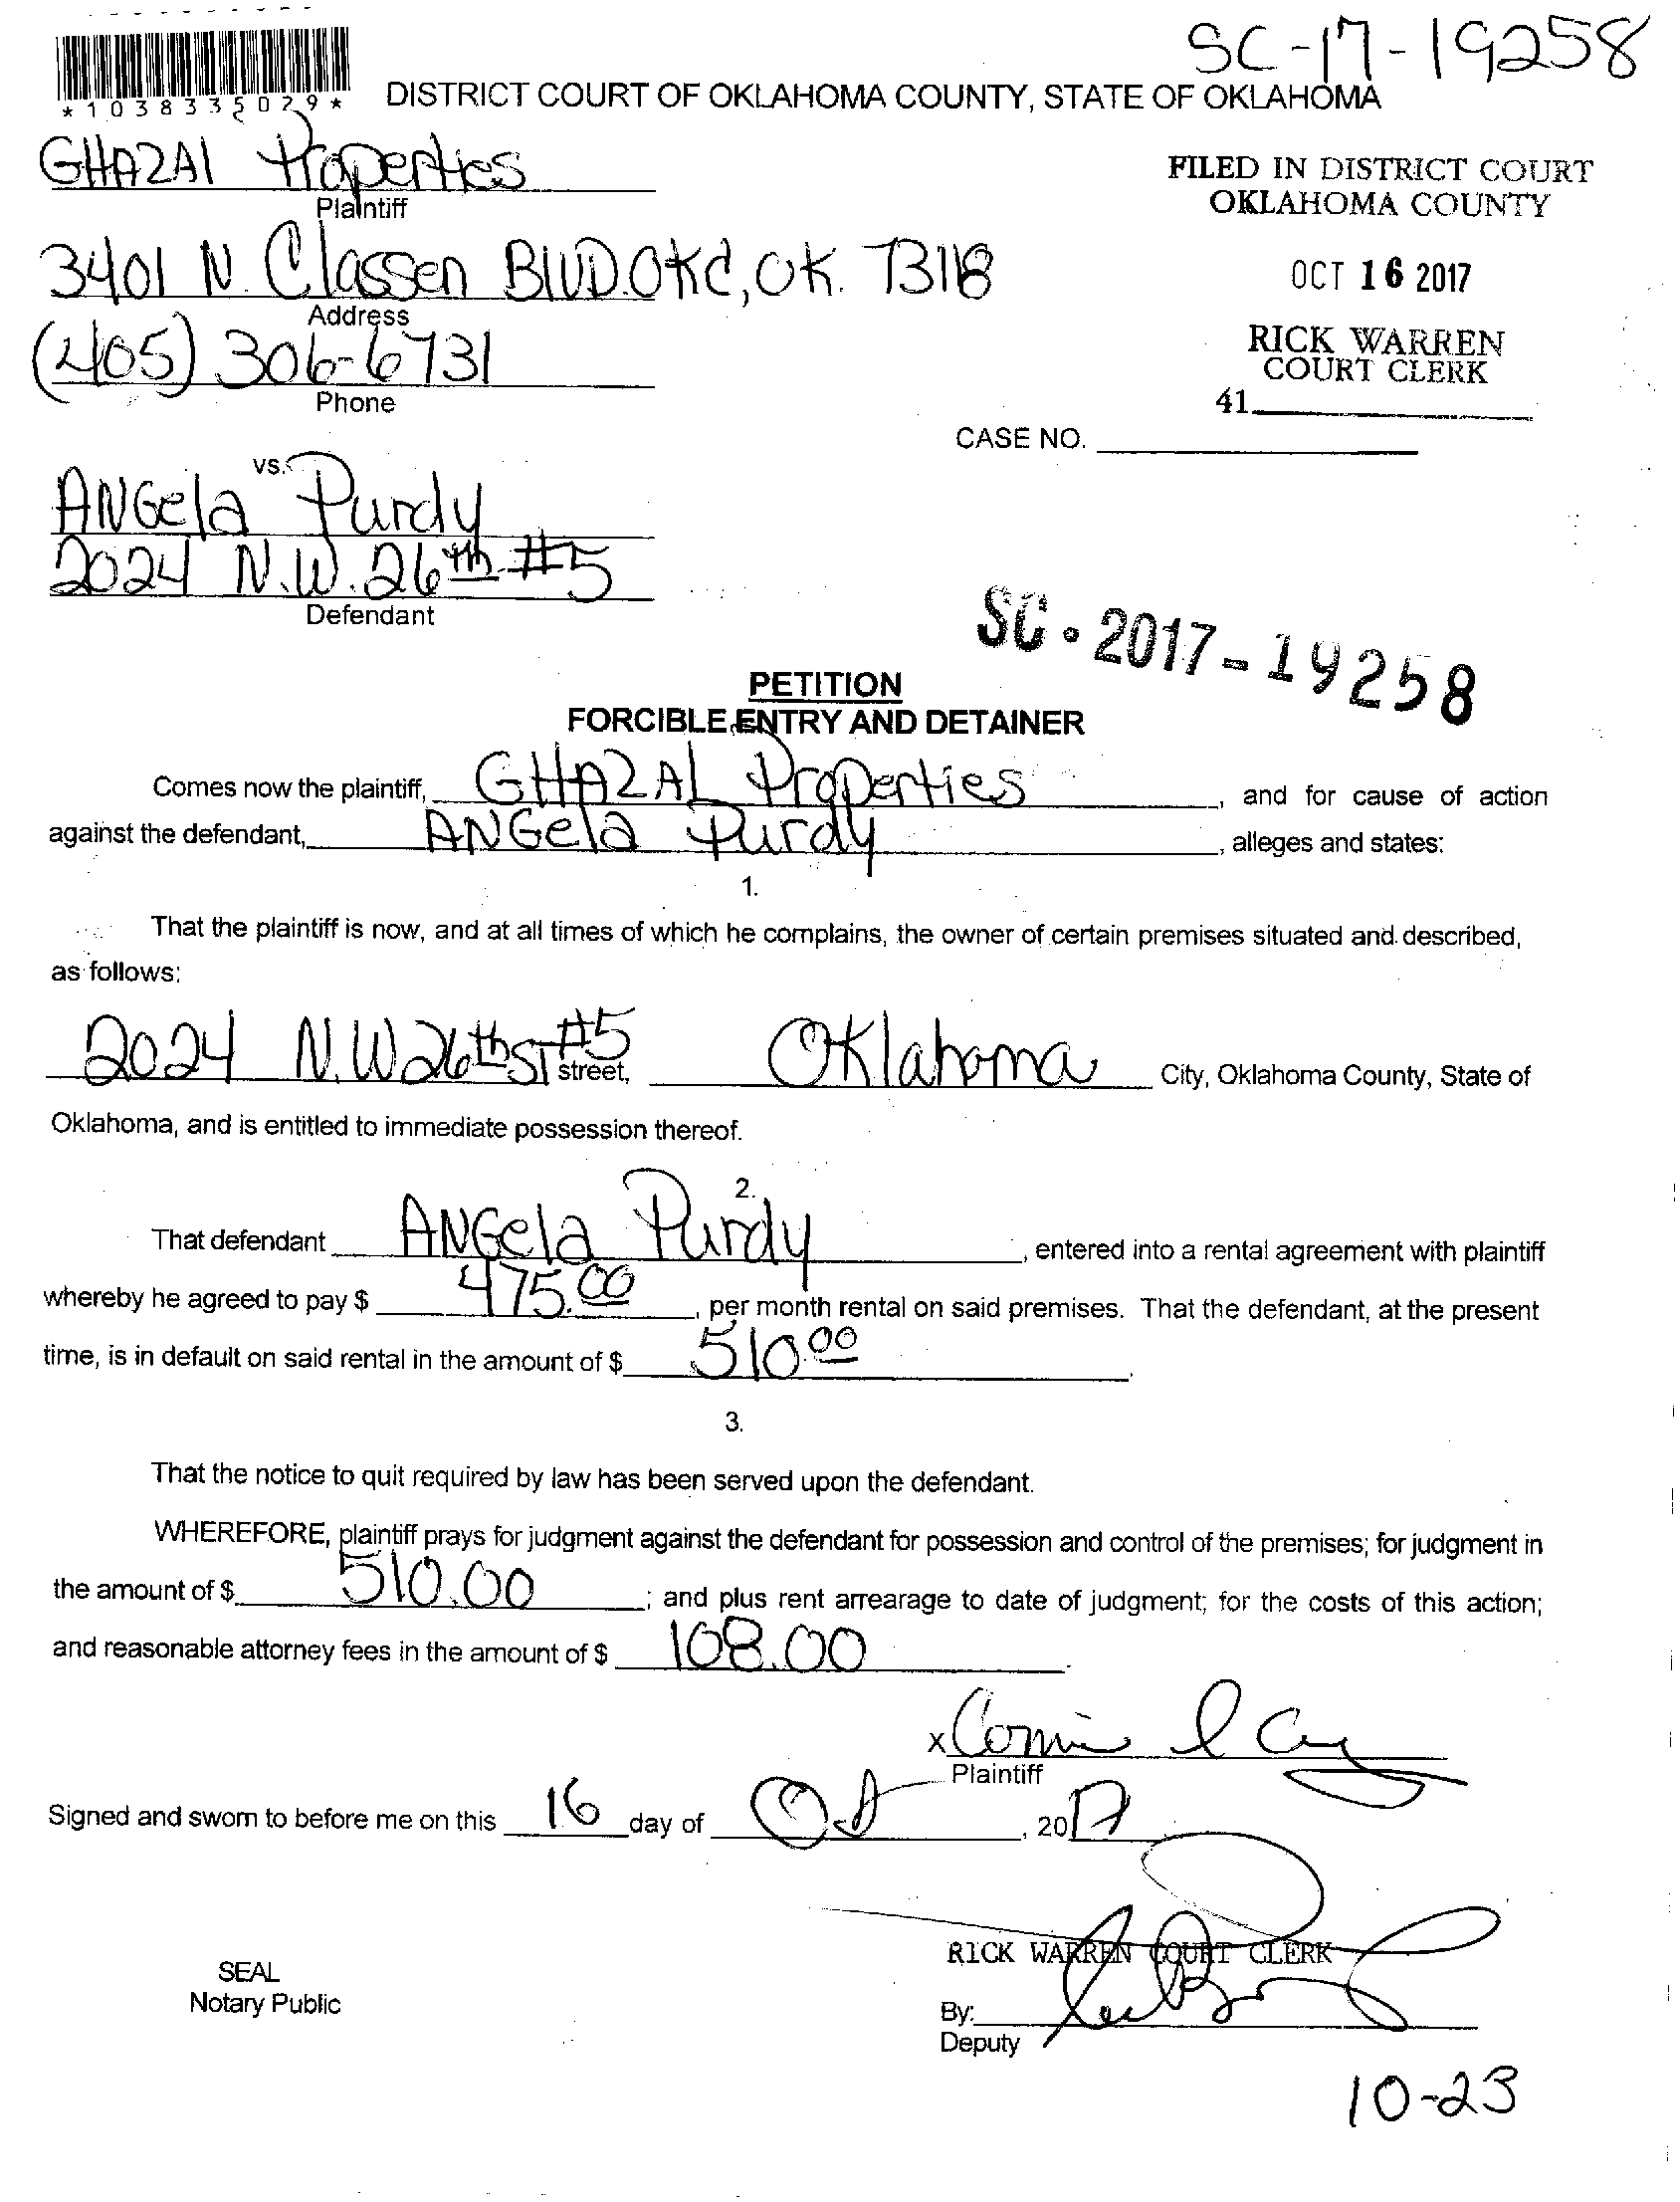 SC-17-19258
*1038335029*
DISTRICT COURT OF OKLAHOMA COUNTY, STATE OF OKLAHOMA
GHAZAl Properties
Plaintiff
FILED IN DISTRICT COURT
OKLAHOMA COUNTY
3401 N. Classen BlVD.OKC, OK. 73118
Address
OCT 16 2017
(405) 306-6731
Phone
RICK WARREN
COURT CLERK
41
CASE NO.
vs.
ANGela Purdy
2024 N.W. 26th #5
Defendant
SC-2017-19258
PETITION
FORCIBLE ENTRY AND DETAINER
Comes now the plaintiff, GHAZAL Properties, and for cause of action
against the defendant, ANGela Purdy, alleges and states:
1.
That the plaintiff is now, and at all times of which he complains, the owner of certain premises situated and described,
as follows:
2024 N.W 26th St #5 street, OKlahoma City, Oklahoma County, State of
Oklahoma, and is entitled to immediate possession thereof.
2.
That defendant ANGela Purdy, entered into a rental agreement with plaintiff
whereby he agreed to pay $ 475.00, per month rental on said premises. That the defendant, at the present
time, is in default on said rental in the amount of $ 510.00.
3.
That the notice to quit required by law has been served upon the defendant.
WHEREFORE, plaintiff prays for judgment against the defendant for possession and control of the premises; for judgment in
the amount of $ 510.00; and plus rent arrearage to date of judgment; for the costs of this action;
and reasonable attorney fees in the amount of $ 108.00
x Connie
Plaintiff
Signed and sworn to before me on this 16 day of Oct, 2017
RICK WARREN COURT CLERK
SEAL
Notary Public
By:
Deputy
10-23